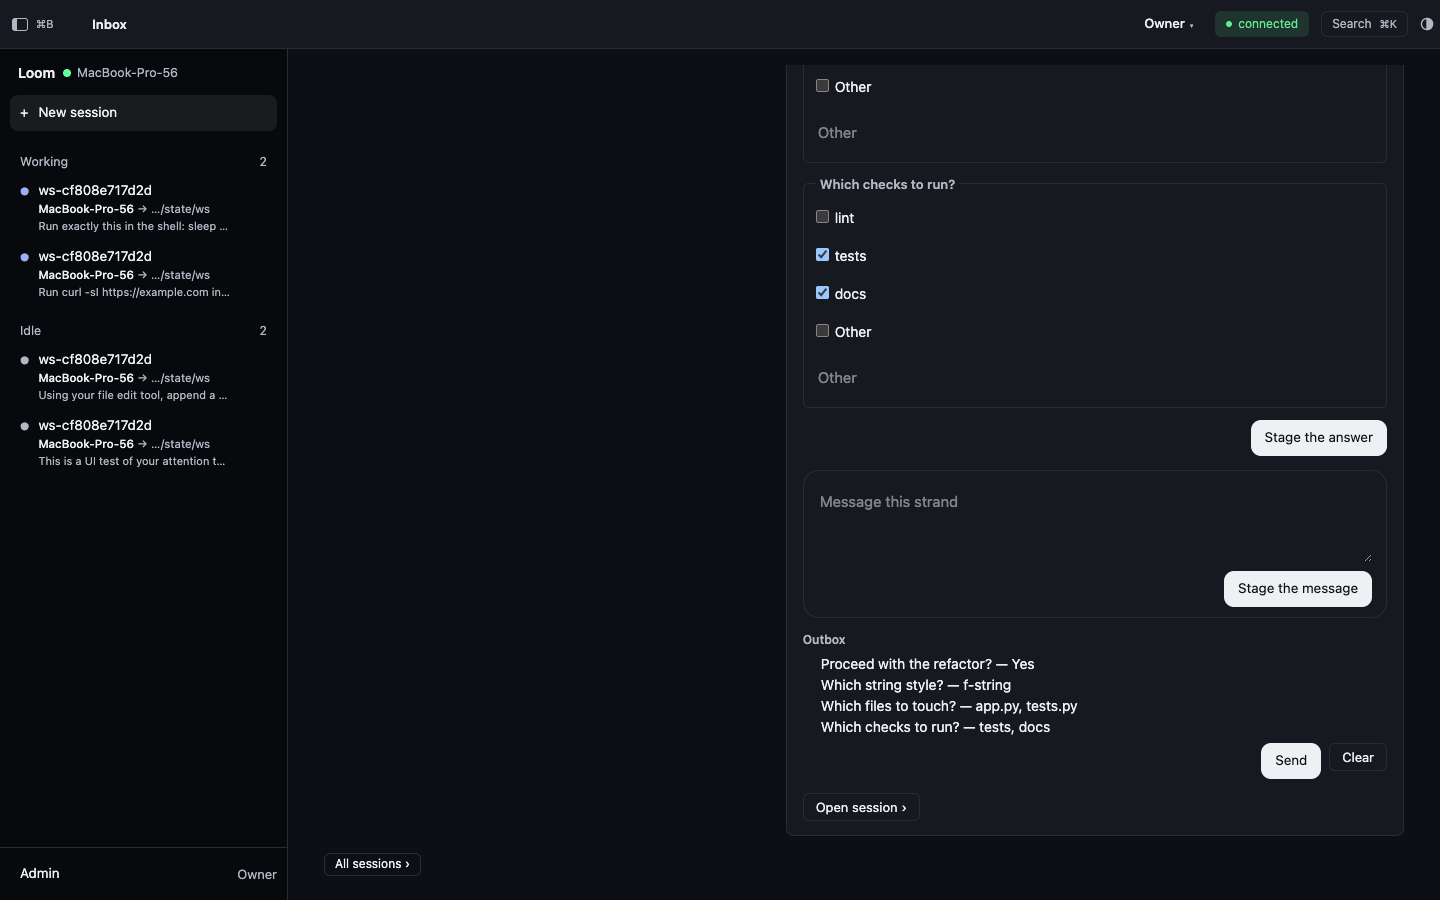 ⌘B
Inbox
Owner
connected
Search ⌘K
Loom MacBook-Pro-56
+ New session
Working 2
ws-cf808e717d2d
MacBook-Pro-56 → .../state/ws
Run exactly this in the shell: sleep ...
ws-cf808e717d2d
MacBook-Pro-56 → .../state/ws
Run curl -sI https://example.com in...
Idle 2
ws-cf808e717d2d
MacBook-Pro-56 → .../state/ws
Using your file edit tool, append a ...
ws-cf808e717d2d
MacBook-Pro-56 → .../state/ws
This is a UI test of your attention t...
Admin Owner
Other
Other
Which checks to run?
lint
tests
docs
Other
Other
Stage the answer
Message this strand
Stage the message
Outbox
Proceed with the refactor? — Yes
Which string style? — f-string
Which files to touch? — app.py, tests.py
Which checks to run? — tests, docs
Send Clear
Open session ›
All sessions ›